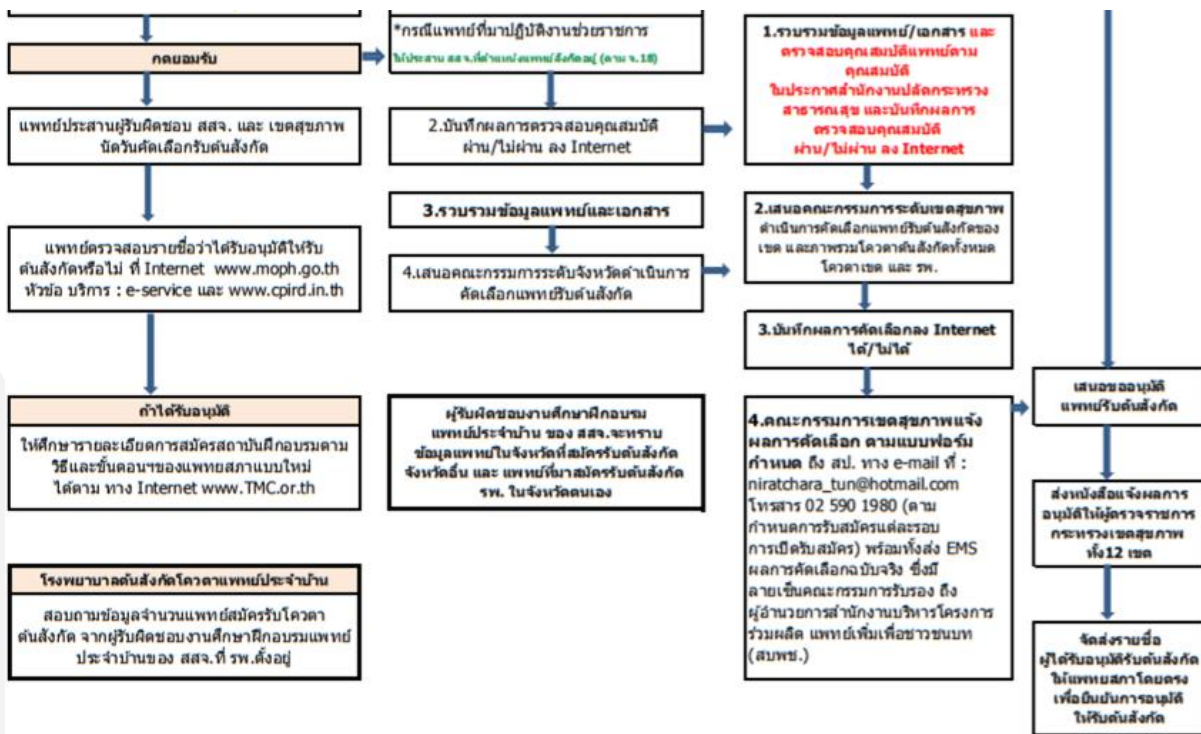 กดยอมรับ
แพทย์ประสานผู้รับผิดชอบ สสจ. และ เขตสุขภาพ
นัดวันคัดเลือกรับต้นสังกัด
แพทย์ตรวจสอบรายชื่อว่าได้รับอนุมัติให้รับ
ต้นสังกัดหรือไม่ ที่ Internet www.moph.go.th
หัวข้อ บริการ : e-service และ www.cpird.in.th
ถ้าได้รับอนุมัติ
ให้ศึกษารายละเอียดการสมัครสถาบันฝึกอบรมตาม
วิธีและขั้นตอนฯของแพทยสภาแบบใหม่
ได้ตาม ทาง Internet www.TMC.or.th
โรงพยาบาลต้นสังกัดโควตาแพทย์ประจำบ้าน
สอบถามข้อมูลจำนวนแพทย์สมัครรับโควตา
ต้นสังกัด จากผู้รับผิดชอบงานศึกษาฝึกอบรมแพทย์
ประจำบ้านของ สสจ.ที่ รพ.ตั้งอยู่
*กรณีแพทย์ที่มาปฏิบัติงานช่วยราชการ
ให้ประสาน สสจ.ที่ตำแหน่งแพทย์สังกัดอยู่ (ตาม จ.18)
2.บันทึกผลการตรวจสอบคุณสมบัติ
ผ่าน/ไม่ผ่าน ลง Internet
3.รวบรวมข้อมูลแพทย์และเอกสาร
4.เสนอคณะกรรมการระดับจังหวัดดำเนินการ
คัดเลือกแพทย์รับต้นสังกัด
ผู้รับผิดชอบงานศึกษาฝึกอบรม
แพทย์ประจำบ้าน ของ สสจ.จะทราบ
ข้อมูลแพทย์ในจังหวัดที่สมัครรับต้นสังกัด
จังหวัดอื่น และ แพทย์ที่มาสมัครรับต้นสังกัด
รพ. ในจังหวัดตนเอง
1.รวบรวมข้อมูลแพทย์/เอกสาร และ
ตรวจสอบคุณสมบัติแพทย์ตาม
คุณสมบัติ
ในประกาศสำนักงานปลัดกระทรวง
สาธารณสุข และบันทึกผลการ
ตรวจสอบคุณสมบัติ
ผ่าน/ไม่ผ่าน ลง Internet
2.เสนอคณะกรรมการระดับเขตสุขภาพ
ดำเนินการคัดเลือกแพทย์รับต้นสังกัดของ
เขต และภาพรวมโควตาต้นสังกัดทั้งหมด
โควตาเขต และ รพ.
3.บันทึกผลการคัดเลือกลง Internet
ได้/ไม่ได้
4.คณะกรรมการเขตสุขภาพแจ้ง
ผลการคัดเลือก ตามแบบฟอร์ม
กำหนด ถึง สป. ทาง e-mail ที่ :
niratchara_tun@hotmail.com
โทรสาร 02 590 1980 (ตาม
กำหนดการรับสมัครแต่ละรอบ
การเปิดรับสมัคร) พร้อมทั้งส่ง EMS
ผลการคัดเลือกฉบับจริง ซึ่งมี
ลายเซ็นคณะกรรมการรับรอง ถึง
ผู้อำนวยการสำนักงานบริหารโครงการ
ร่วมผลิต แพทย์เพิ่มเพื่อชาวชนบท
(สบพช.)
เสนอขออนุมัติ
แพทย์รับต้นสังกัด
ส่งหนังสือแจ้งผลการ
อนุมัติให้ผู้ตรวจราชการ
กระทรวงเขตสุขภาพ
ทั้ง12 เขต
จัดส่งรายชื่อ
ผู้ได้รับอนุมัติรับต้นสังกัด
ให้แพทยสภาโดยตรง
เพื่อยืนยันการอนุมัติ
ให้รับต้นสังกัด